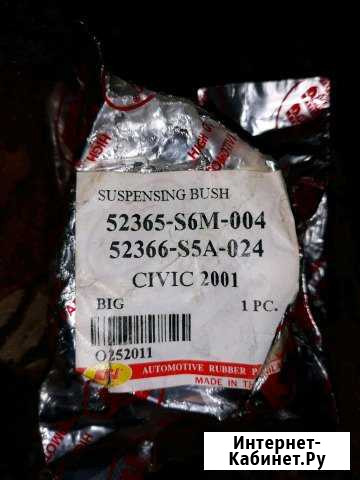 SUSPENSING BUSH
52365-S6M-004
52366-S5A-024
CIVIC 2001
BIG 1 PC.
O252011
AUTOMOTIVE RUBBER
MADE IN
Интернет-
Кабинет.Ру